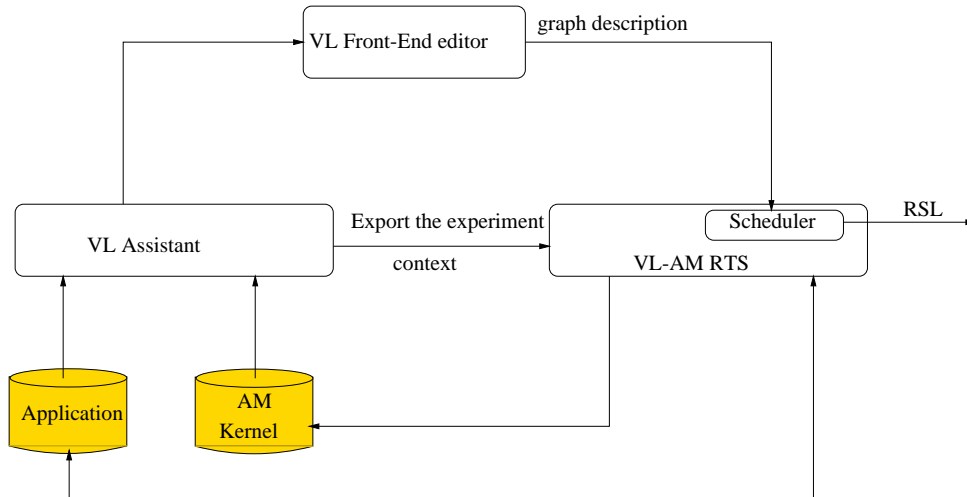 graph description
VL Front-End editor
Export the experiment
context
VL Assistant
Scheduler
RSL
VL-AM RTS
Application
AM
Kernel